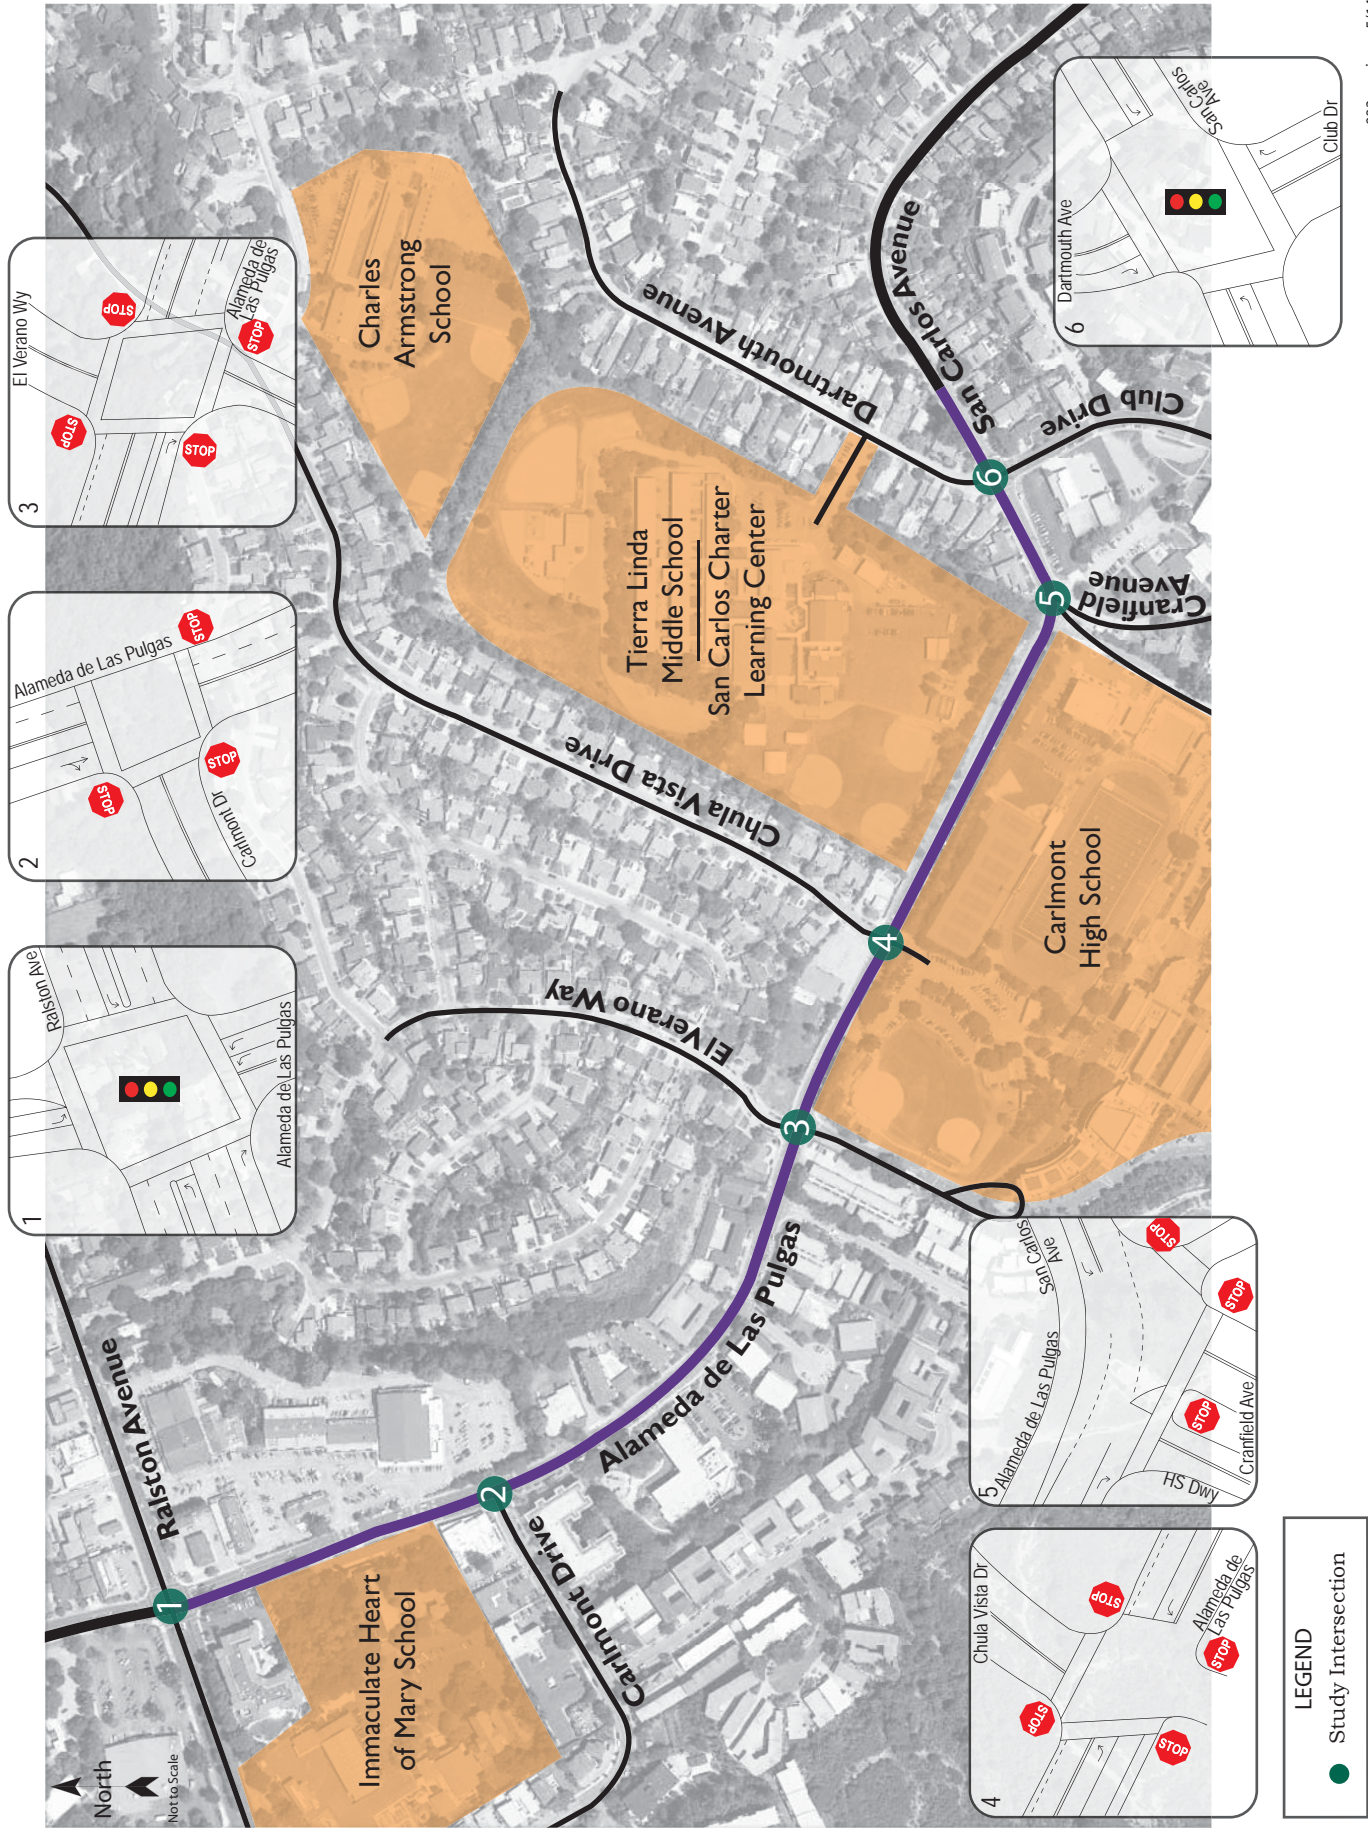 North
Not to Scale
1
Ralston Ave
Alameda de Las Pulgas
2
Alameda de Las Pulgas
Carlmont Dr
STOP
STOP
STOP
3
El Verano Wy
Alameda de
Las Pulgas
STOP
STOP
STOP
STOP
Ralston Avenue
Immaculate Heart
of Mary School
Carlmont Drive
Alameda de Las Pulgas
El Verano Way
Chula Vista Drive
Charles
Armstrong
School
Tierra Linda
Middle School
San Carlos Charter
Learning Center
Dartmouth Avenue
San Carlos Avenue
Club Drive
Cranfield
Avenue
Carlmont
High School
1
2
3
4
5
6
4
Chula Vista Dr
Alameda de
Las Pulgas
STOP
STOP
STOP
STOP
5
Alameda de Las Pulgas
San Carlos
Ave
HS Dwy
Cranfield Ave
STOP
STOP
STOP
6
Dartmouth Ave
San Carlos
Ave
Club Dr
LEGEND
Study Intersection